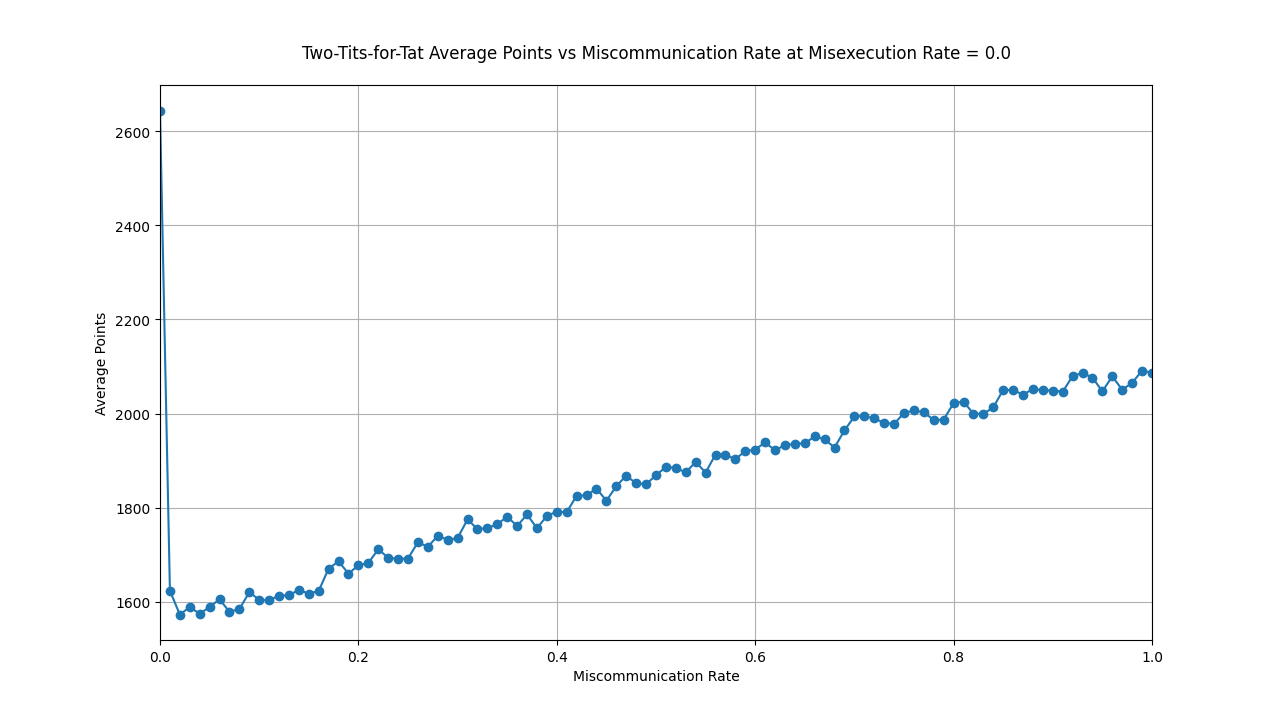 Two-Tits-for-Tat Average Points vs Miscommunication Rate at Misexecution Rate = 0.0
2600
2400
2200
2000
1800
1600
Average Points
0.0 0.2 0.4 0.6 0.8 1.0
Miscommunication Rate